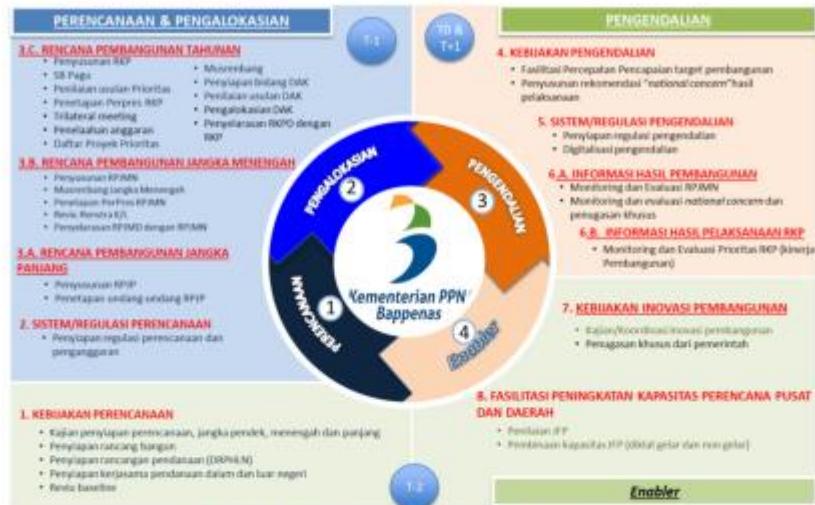 PERENCANAAN & PENGALOKASIAN
3.C. RENCANA PEMBANGUNAN TAHUNAN
• Penyusunan RKP
• SB Pagu
• Penilaian usulan Prioritas
• Penetapan Perpres RKP
• Trilateral meeting
• Penelaahan anggaran
• Daftar Proyek Prioritas
• Musrenbang
• Penyiapan bidang DAK
• Penilaian usulan DAK
• Pengalokasian DAK
• Penyelarasan RKPD dengan
RKP
3.B. RENCANA PEMBANGUNAN JANGKA MENENGAH
• Penyusunan RPJMN
• Musrenbang Jangka Menengah
• Penetapan PerPres RPJMN
• Reviu Renstra K/L
• Penyelarasan RPJMD dengan RPJMN
3.A. RENCANA PEMBANGUNAN JANGKA
PANJANG
• Penyusunan RPJP
• Penetapan undang-undang RPJP
2. SISTEM/REGULASI PERENCANAAN
• Penyiapan regulasi perencanaan dan
penganggaran
1. KEBIJAKAN PERENCANAAN
• Kajian penyiapan perencanaan, jangka pendek, menengah dan panjang
• Penyiapan rancang bangun
• Penyiapan rancangan pendanaan (DRPHLN)
• Penyiapan kerjasama pendanaan dalam dan luar negeri
• Reviu baseline
T-1
T0 &
T+1
T-2
PENGALOKASIAN
2
PENGENDALIAN
3
PERENCANAAN
1
Enabler
4
Kementerian PPN/
Bappenas
PENGENDALIAN
4. KEBIJAKAN PENGENDALIAN
• Fasilitasi Percepatan Pencapaian target pembangunan
• Penyusunan rekomendasi "national concern" hasil
pelaksanaan
5. SISTEM/REGULASI PENGENDALIAN
• Penyiapan regulasi pengendalian
• Digitalisasi pengendalian
6.A. INFORMASI HASIL PEMBANGUNAN
• Monitoring dan Evaluasi RPJMN
• Monitoring dan evaluasi national concern dan
penugasan khusus
6.B. INFORMASI HASIL PELAKSANAAN RKP
• Monitoring dan Evaluasi Prioritas RKP (kinerja
Pembangunan)
7. KEBIJAKAN INOVASI PEMBANGUNAN
• Kajian/Koordinasi inovasi pembangunan
• Penugasan khusus dari pemerintah
8. FASILITASI PENINGKATAN KAPASITAS PERENCANA PUSAT
DAN DAERAH
• Penilaian JFP
• Pembinaan kapasitas JFP (diklat gelar dan non gelar)
Enabler